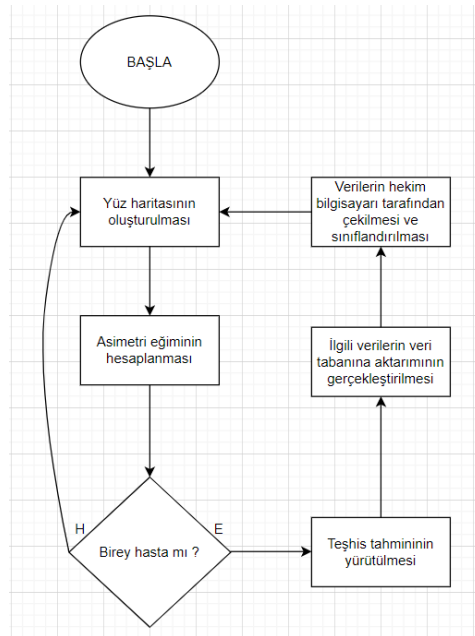 BAŞLA
Yüz haritasının
oluşturulması
Verilerin hekim
bilgisayarı tarafından
çekilmesi ve
sınıflandırılması
Asimetri eğiminin
hesaplanması
İlgili verilerin veri
tabanına aktarımının
gerçekleştirilmesi
H
E
Birey hasta mı ?
Teşhis tahmininin
yürütülmesi